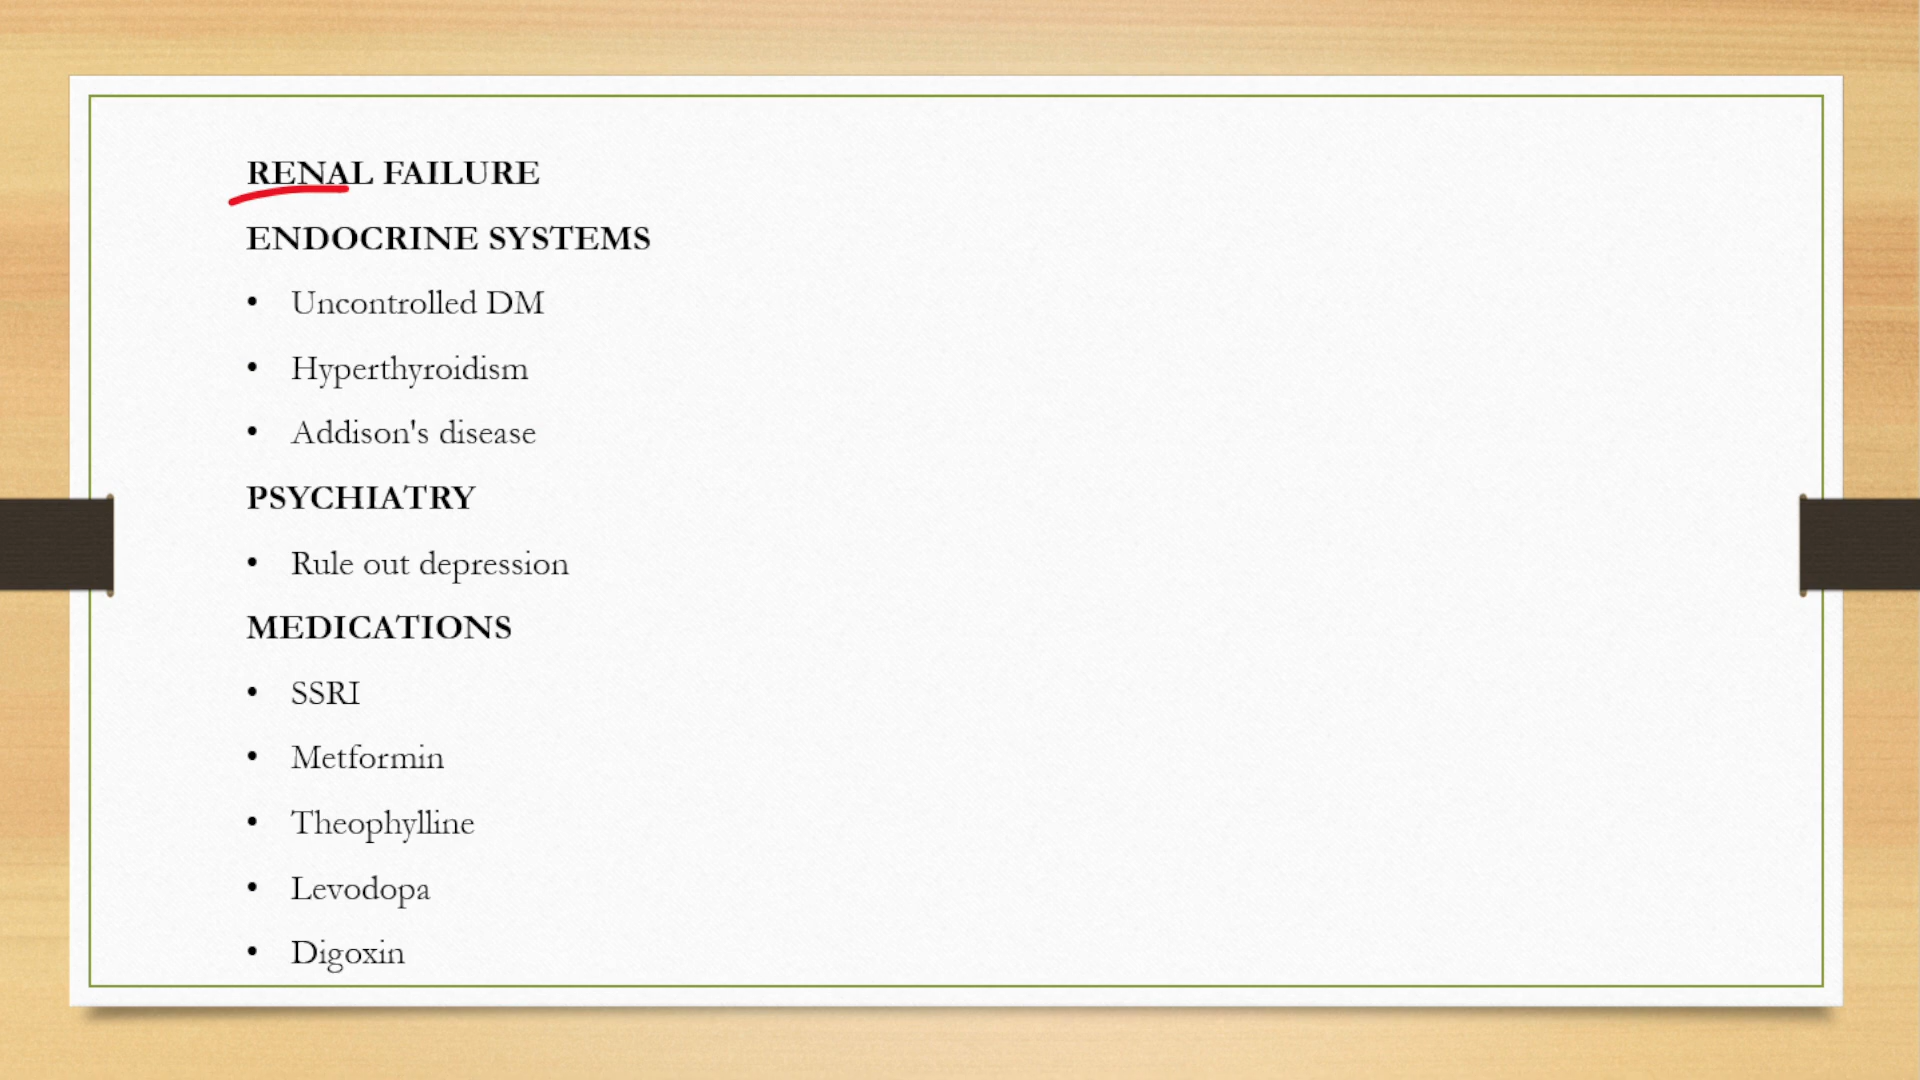 RENAL FAILURE
ENDOCRINE SYSTEMS
• Uncontrolled DM
• Hyperthyroidism
• Addison's disease
PSYCHIATRY
• Rule out depression
MEDICATIONS
• SSRI
• Metformin
• Theophylline
• Levodopa
• Digoxin